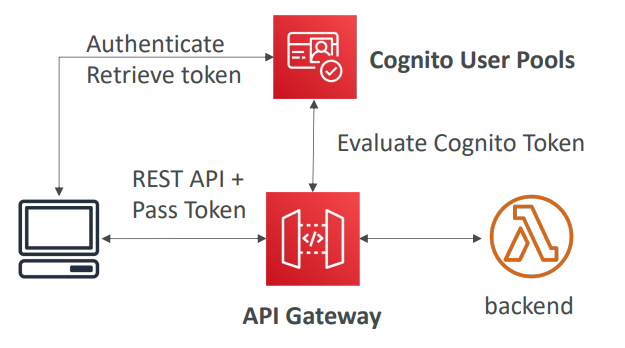 Authenticate
Retrieve token
Cognito User Pools
Evaluate Cognito Token
REST API +
Pass Token
</>
backend
API Gateway